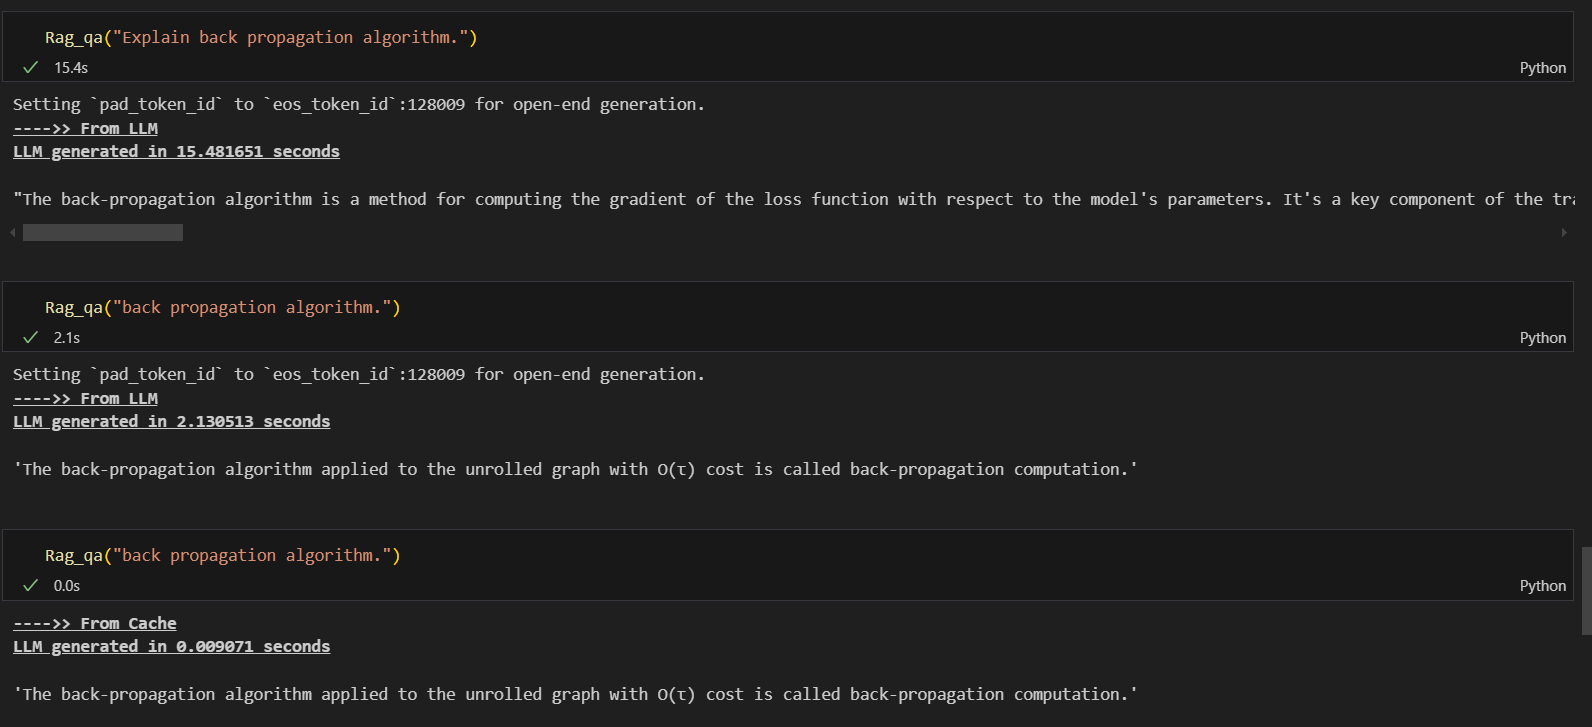 Rag_qa("Explain back propagation algorithm.")
15.4s
Python
Setting `pad_token_id` to `eos_token_id`:128009 for open-end generation.
---->> From LLM
LLM generated in 15.481651 seconds
"The back-propagation algorithm is a method for computing the gradient of the loss function with respect to the model's parameters. It's a key component of the tra
Rag_qa("back propagation algorithm.")
2.1s
Python
Setting `pad_token_id` to `eos_token_id`:128009 for open-end generation.
---->> From LLM
LLM generated in 2.130513 seconds
'The back-propagation algorithm applied to the unrolled graph with O(τ) cost is called back-propagation computation.'
Rag_qa("back propagation algorithm.")
0.0s
Python
---->> From Cache
LLM generated in 0.009071 seconds
'The back-propagation algorithm applied to the unrolled graph with O(τ) cost is called back-propagation computation.'